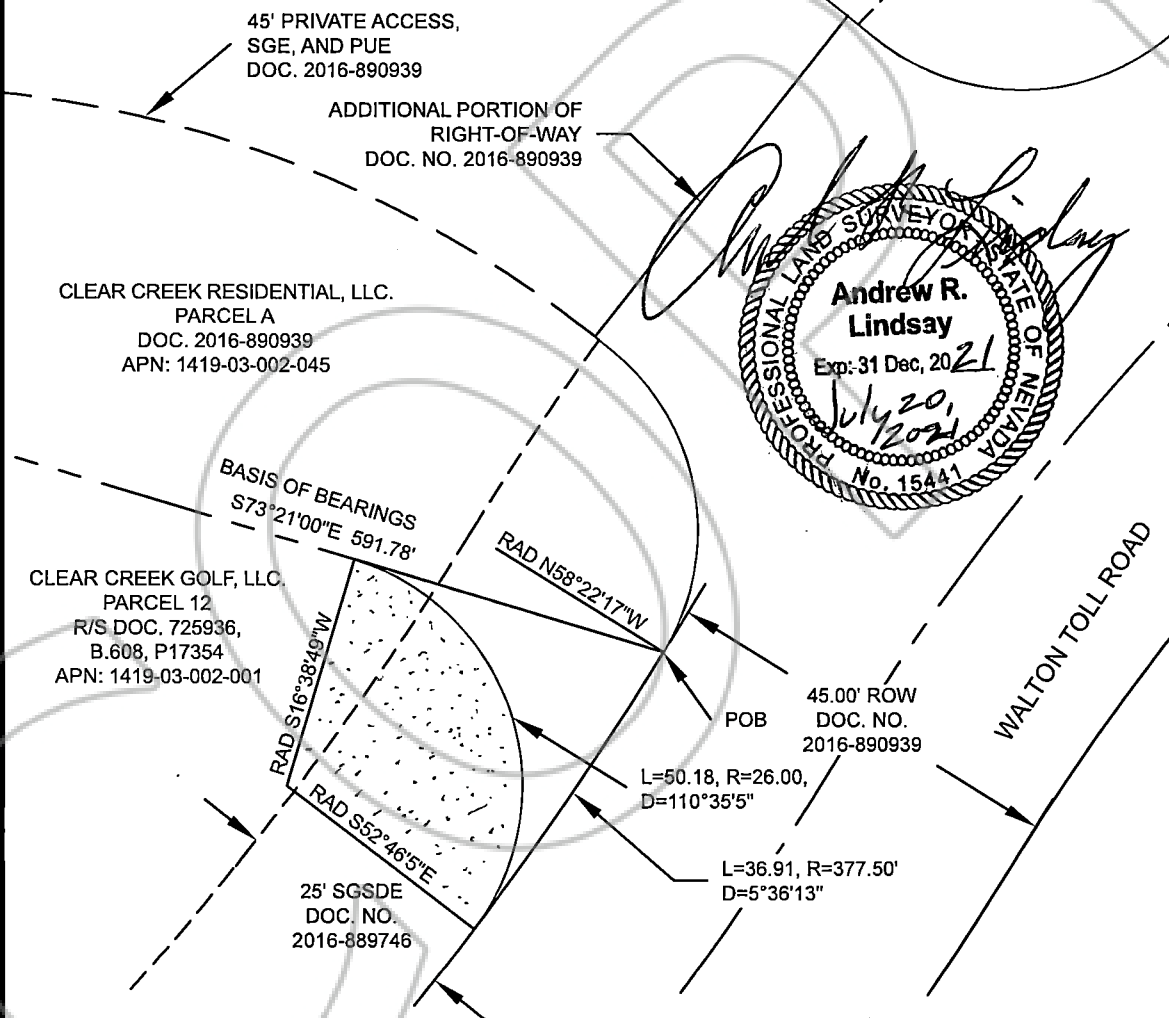 45' PRIVATE ACCESS,
SGE, AND PUE
DOC. 2016-890939
ADDITIONAL PORTION OF
RIGHT-OF-WAY
DOC. NO. 2016-890939
PROFESSIONAL LAND SURVEYOR STATE OF NEVADA
Andrew R.
Lindsay
Exp: 31 Dec, 2021
July 20,
2021
No. 15441
CLEAR CREEK RESIDENTIAL, LLC.
PARCEL A
DOC. 2016-890939
APN: 1419-03-002-045
BASIS OF BEARINGS
S73°21'00"E 591.78'
RAD N58°22'17"W
CLEAR CREEK GOLF, LLC.
PARCEL 12
R/S DOC. 725936,
B.608, P17354
APN: 1419-03-002-001
RAD S16°38'49"W
WALTON TOLL ROAD
45.00' ROW
DOC. NO.
2016-890939
POB
L=50.18, R=26.00,
D=110°35'5"
RAD S52°46'5"E
L=36.91, R=377.50'
D=5°36'13"
25' SGSDE
DOC. NO.
2016-889746